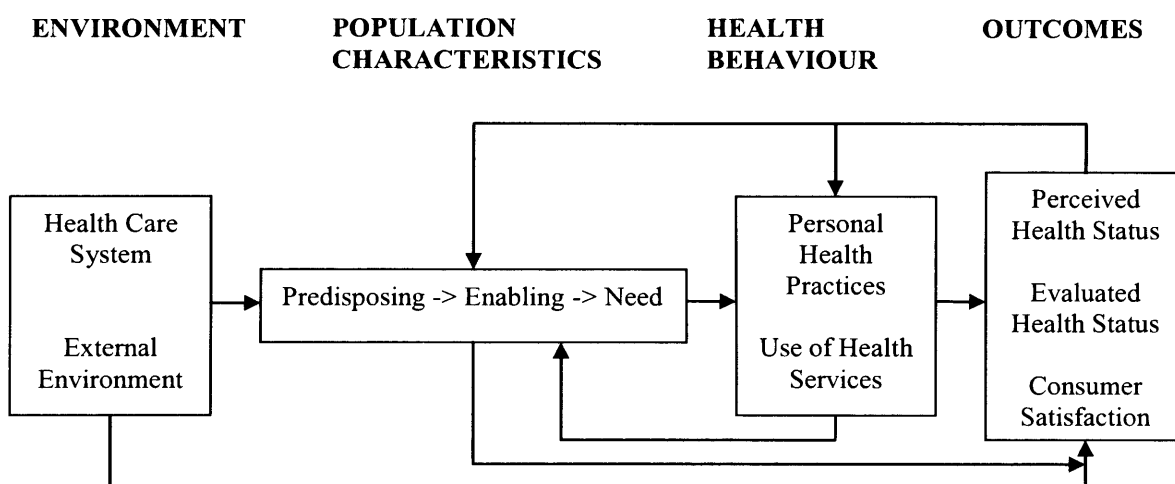 ENVIRONMENT
POPULATION
CHARACTERISTICS
HEALTH
BEHAVIOUR
OUTCOMES
Health Care
System
External
Environment
Predisposing -> Enabling -> Need
Personal
Health
Practices
Use of Health
Services
Perceived
Health Status
Evaluated
Health Status
Consumer
Satisfaction